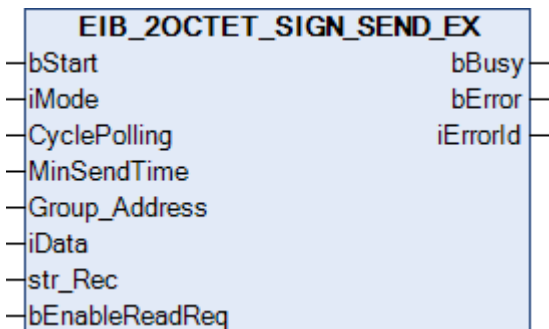 EIB_2OCTET_SIGN_SEND_EX
bStart bBusy
iMode bError
CyclePolling iErrorId
MinSendTime
Group_Address
iData
str_Rec
bEnableReadReq